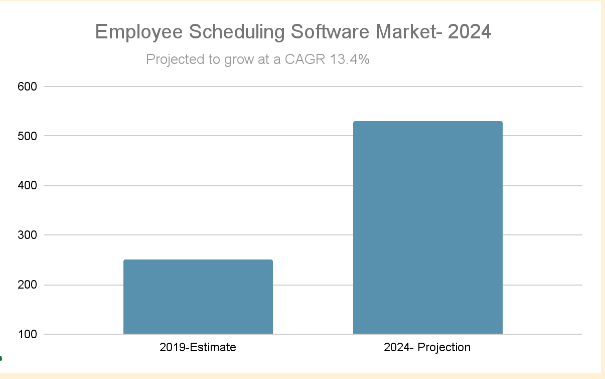 Employee Scheduling Software Market- 2024
Projected to grow at a CAGR 13.4%
600
500
400
300
200
100
2019-Estimate
2024- Projection